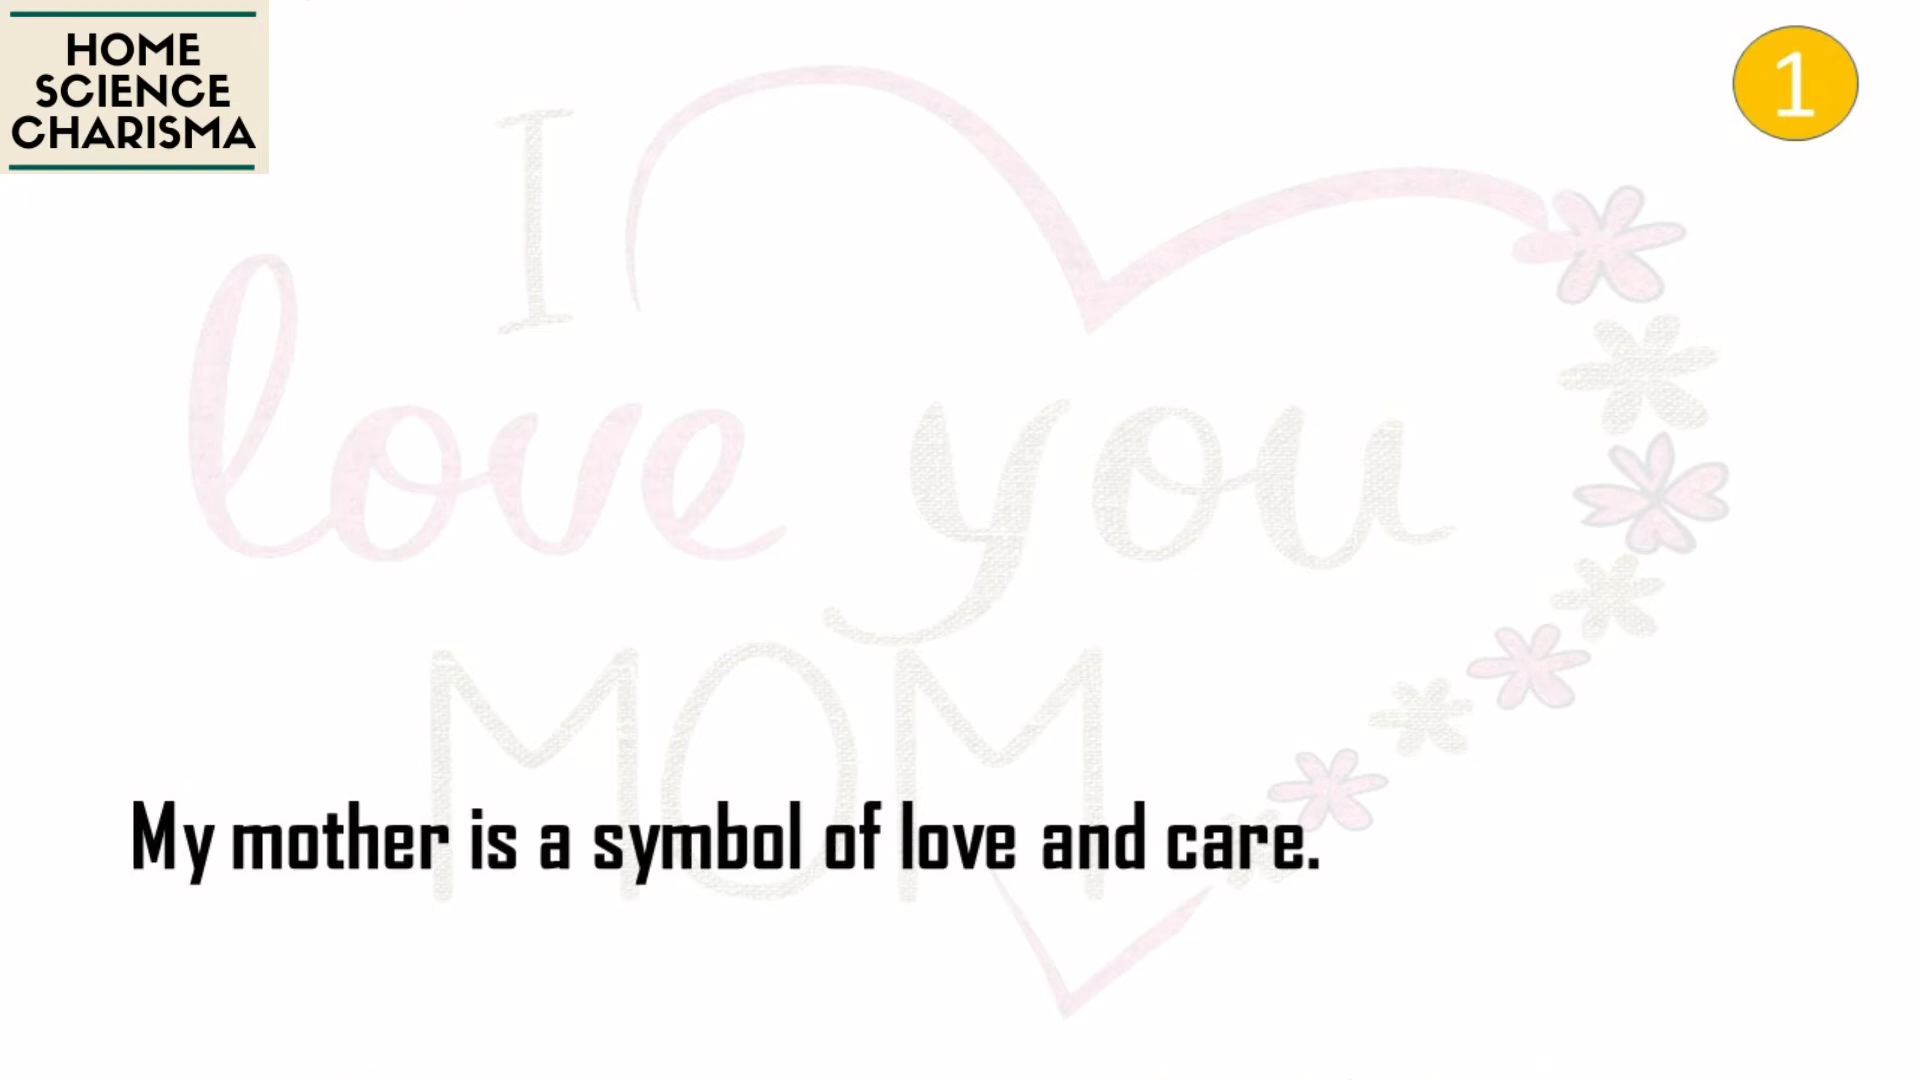 HOME
SCIENCE
CHARISMA
1
I
love you
MOM
My mother is a symbol of love and care.